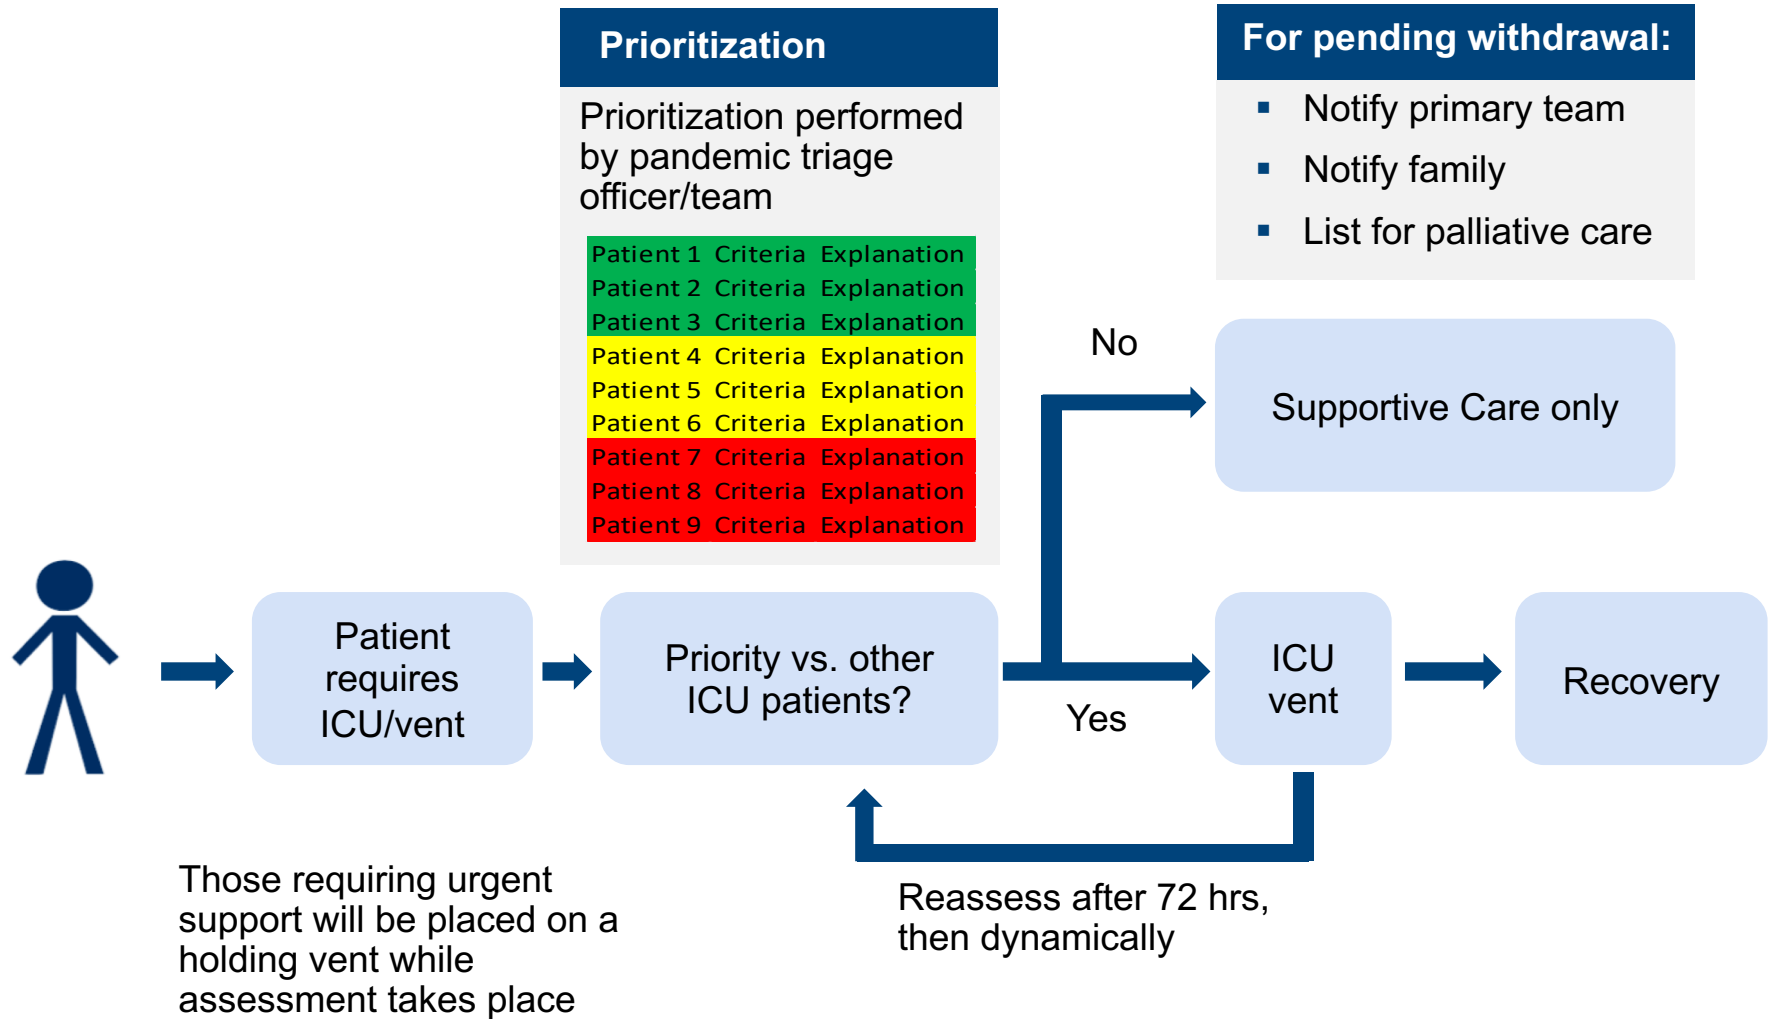 Prioritization
Prioritization performed
by pandemic triage
officer/team
Patient 1 Criteria Explanation
Patient 2 Criteria Explanation
Patient 3 Criteria Explanation
Patient 4 Criteria Explanation
Patient 5 Criteria Explanation
Patient 6 Criteria Explanation
Patient 7 Criteria Explanation
Patient 8 Criteria Explanation
Patient 9 Criteria Explanation
For pending withdrawal:
▪ Notify primary team
▪ Notify family
▪ List for palliative care
No
Supportive Care only
Patient
requires
ICU/vent
Priority vs. other
ICU patients?
Yes
ICU
vent
Recovery
Those requiring urgent
support will be placed on a
holding vent while
assessment takes place
Reassess after 72 hrs,
then dynamically